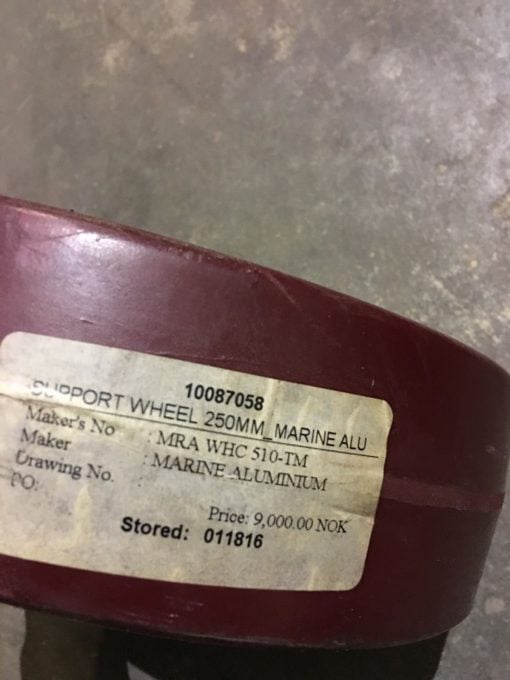 10087058
SUPPORT WHEEL 250MM_MARINE ALU
Maker's No : MRA WHC 510-TM
Maker : MARINE ALUMINIUM
Drawing No. :
PO:
Price: 9,000.00 NOK
Stored: 011816